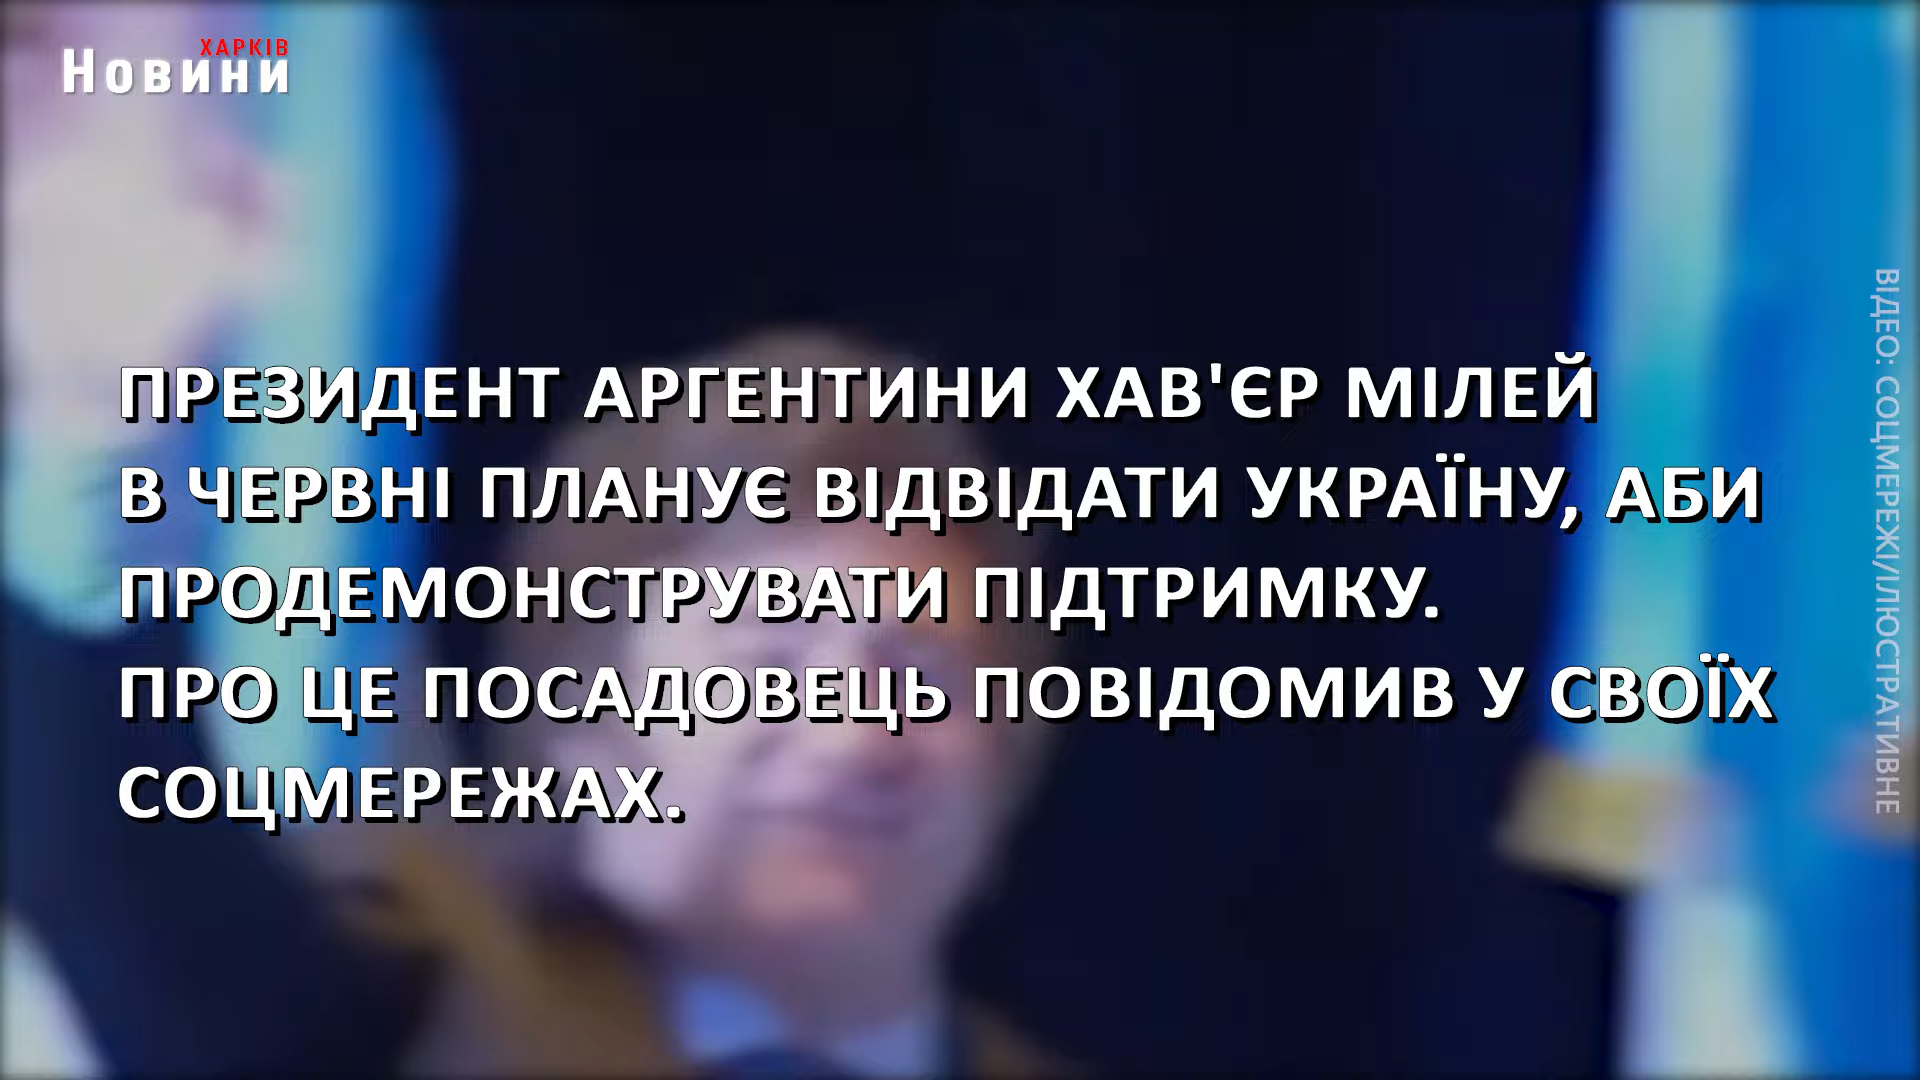 ХАРКІВ
Новини
ПРЕЗИДЕНТ АРГЕНТИНИ ХАВ'ЄР МІЛЕЙ
В ЧЕРВНІ ПЛАНУЄ ВІДВІДАТИ УКРАЇНУ, АБИ
ПРОДЕМОНСТРУВАТИ ПІДТРИМКУ.
ПРО ЦЕ ПОСАДОВЕЦЬ ПОВІДОМИВ У СВОЇХ
СОЦМЕРЕЖАХ.
ВІДЕО: СОЦМЕРЕЖІ/ІЛЮСТРАТИВНЕ